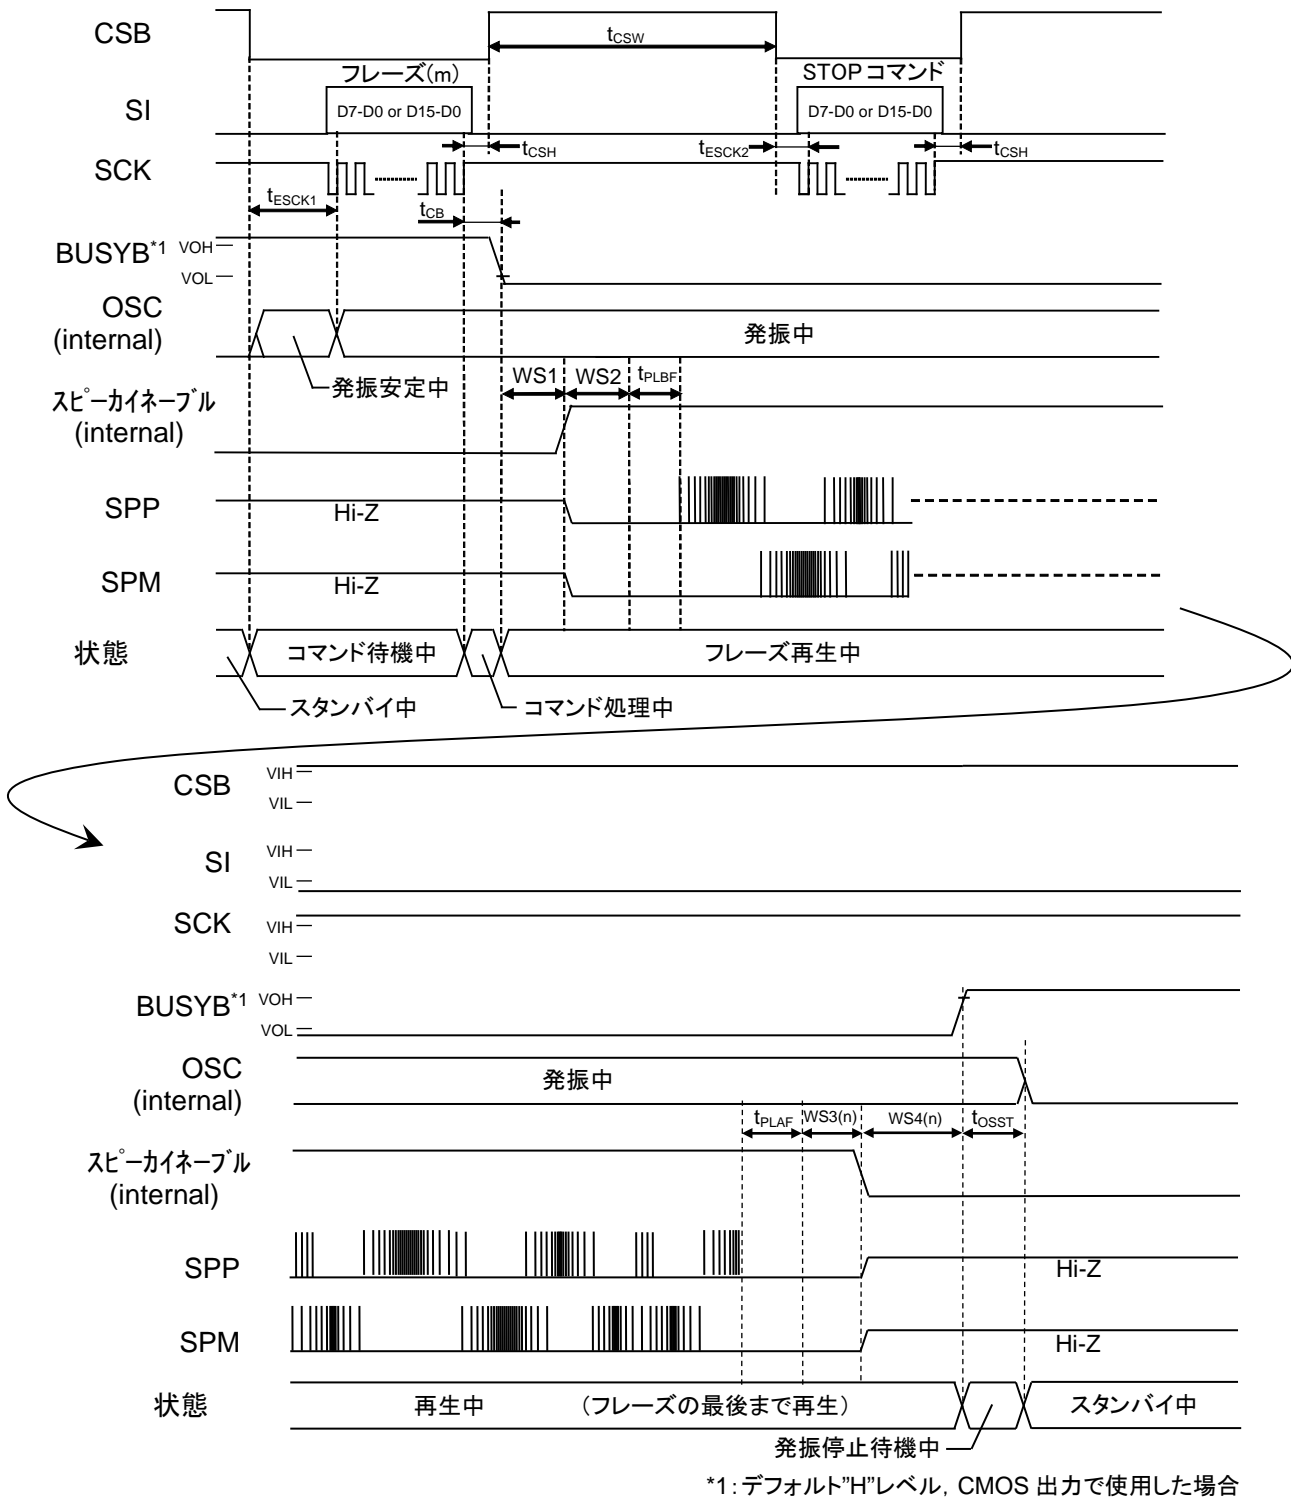 CSB
tCSW
フレーズ(m)
STOPコマンド
SI
D7-D0 or D15-D0
D7-D0 or D15-D0
tCSH
tESCK2
tCSH
SCK
tESCK1
tCB
BUSYB*1
VOH
VOL
OSC
(internal)
発振中
発振安定中
WS1
WS2
tPLBF
スピーカイネーブル
(internal)
SPP
Hi-Z
SPM
Hi-Z
状態
コマンド待機中
フレーズ再生中
スタンバイ中
コマンド処理中
CSB
VIH
VIL
SI
VIH
VIL
SCK
VIH
VIL
BUSYB*1
VOH
VOL
OSC
(internal)
発振中
tPLAF
WS3(n)
WS4(n)
tOSST
スピーカイネーブル
(internal)
SPP
Hi-Z
SPM
Hi-Z
状態
再生中
(フレーズの最後まで再生)
スタンバイ中
発振停止待機中
*1:デフォルト"H"レベル, CMOS 出力で使用した場合